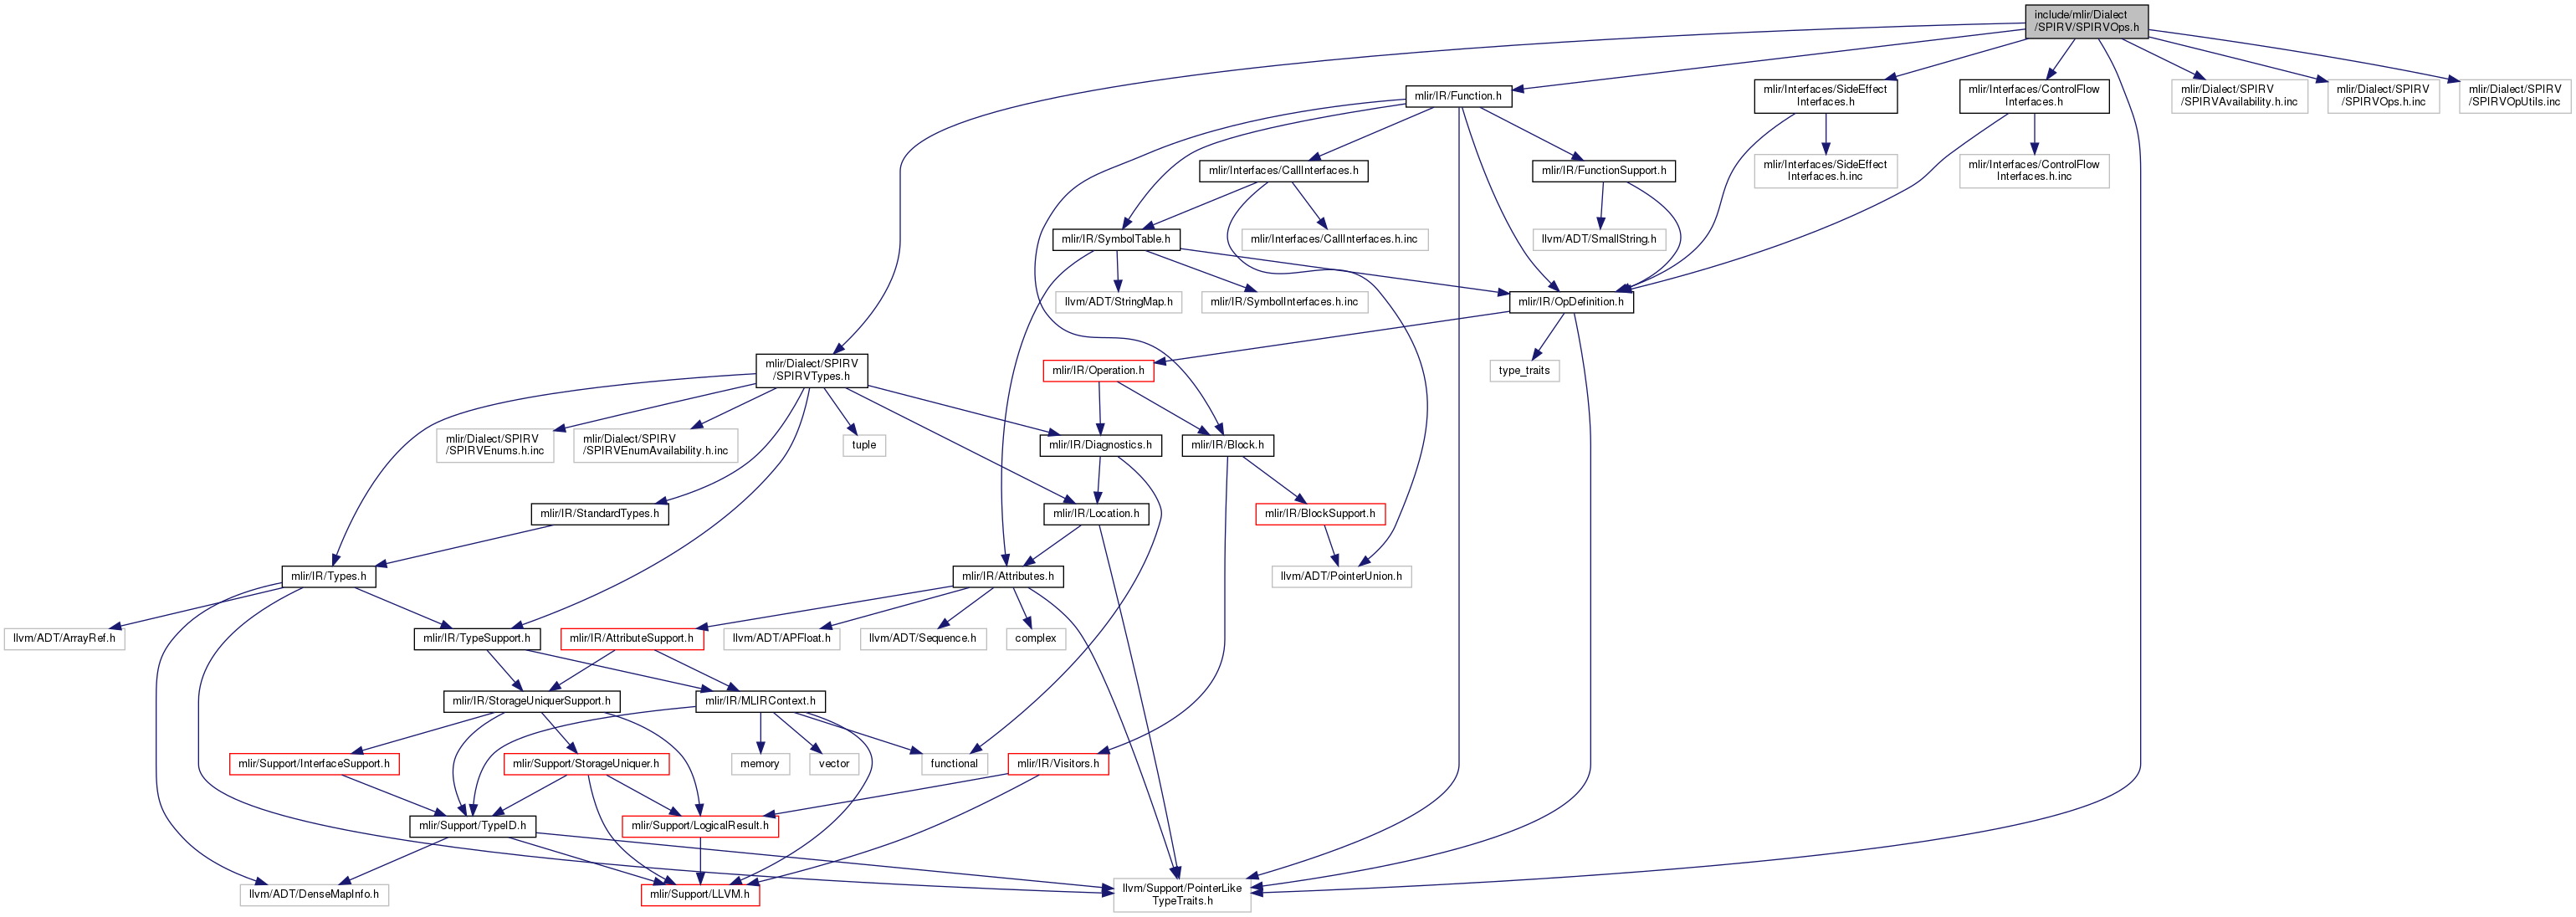 include/mlir/Dialect
/SPIRV/SPIRVOps.h
mlir/IR/Function.h
mlir/Interfaces/SideEffect
Interfaces.h
mlir/Interfaces/ControlFlow
Interfaces.h
mlir/Dialect/SPIRV
/SPIRVAvailability.h.inc
mlir/Dialect/SPIRV
/SPIRVOps.h.inc
mlir/Dialect/SPIRV
/SPIRVOpUtils.inc
mlir/Interfaces/CallInterfaces.h
mlir/IR/FunctionSupport.h
mlir/Interfaces/SideEffect
Interfaces.h.inc
mlir/Interfaces/ControlFlow
Interfaces.h.inc
mlir/IR/SymbolTable.h
mlir/Interfaces/CallInterfaces.h.inc
llvm/ADT/SmallString.h
llvm/ADT/StringMap.h
mlir/IR/SymbolInterfaces.h.inc
mlir/IR/OpDefinition.h
mlir/Dialect/SPIRV
/SPIRVTypes.h
mlir/IR/Operation.h
type_traits
mlir/Dialect/SPIRV
/SPIRVEnums.h.inc
mlir/Dialect/SPIRV
/SPIRVEnumAvailability.h.inc
tuple
mlir/IR/Diagnostics.h
mlir/IR/Block.h
mlir/IR/StandardTypes.h
mlir/IR/Location.h
mlir/IR/BlockSupport.h
mlir/IR/Types.h
mlir/IR/Attributes.h
llvm/ADT/PointerUnion.h
llvm/ADT/ArrayRef.h
mlir/IR/TypeSupport.h
mlir/IR/AttributeSupport.h
llvm/ADT/APFloat.h
llvm/ADT/Sequence.h
complex
mlir/IR/StorageUniquerSupport.h
mlir/IR/MLIRContext.h
mlir/Support/InterfaceSupport.h
mlir/Support/StorageUniquer.h
memory
vector
functional
mlir/IR/Visitors.h
mlir/Support/TypeID.h
mlir/Support/LogicalResult.h
llvm/ADT/DenseMapInfo.h
mlir/Support/LLVM.h
llvm/Support/PointerLike
TypeTraits.h